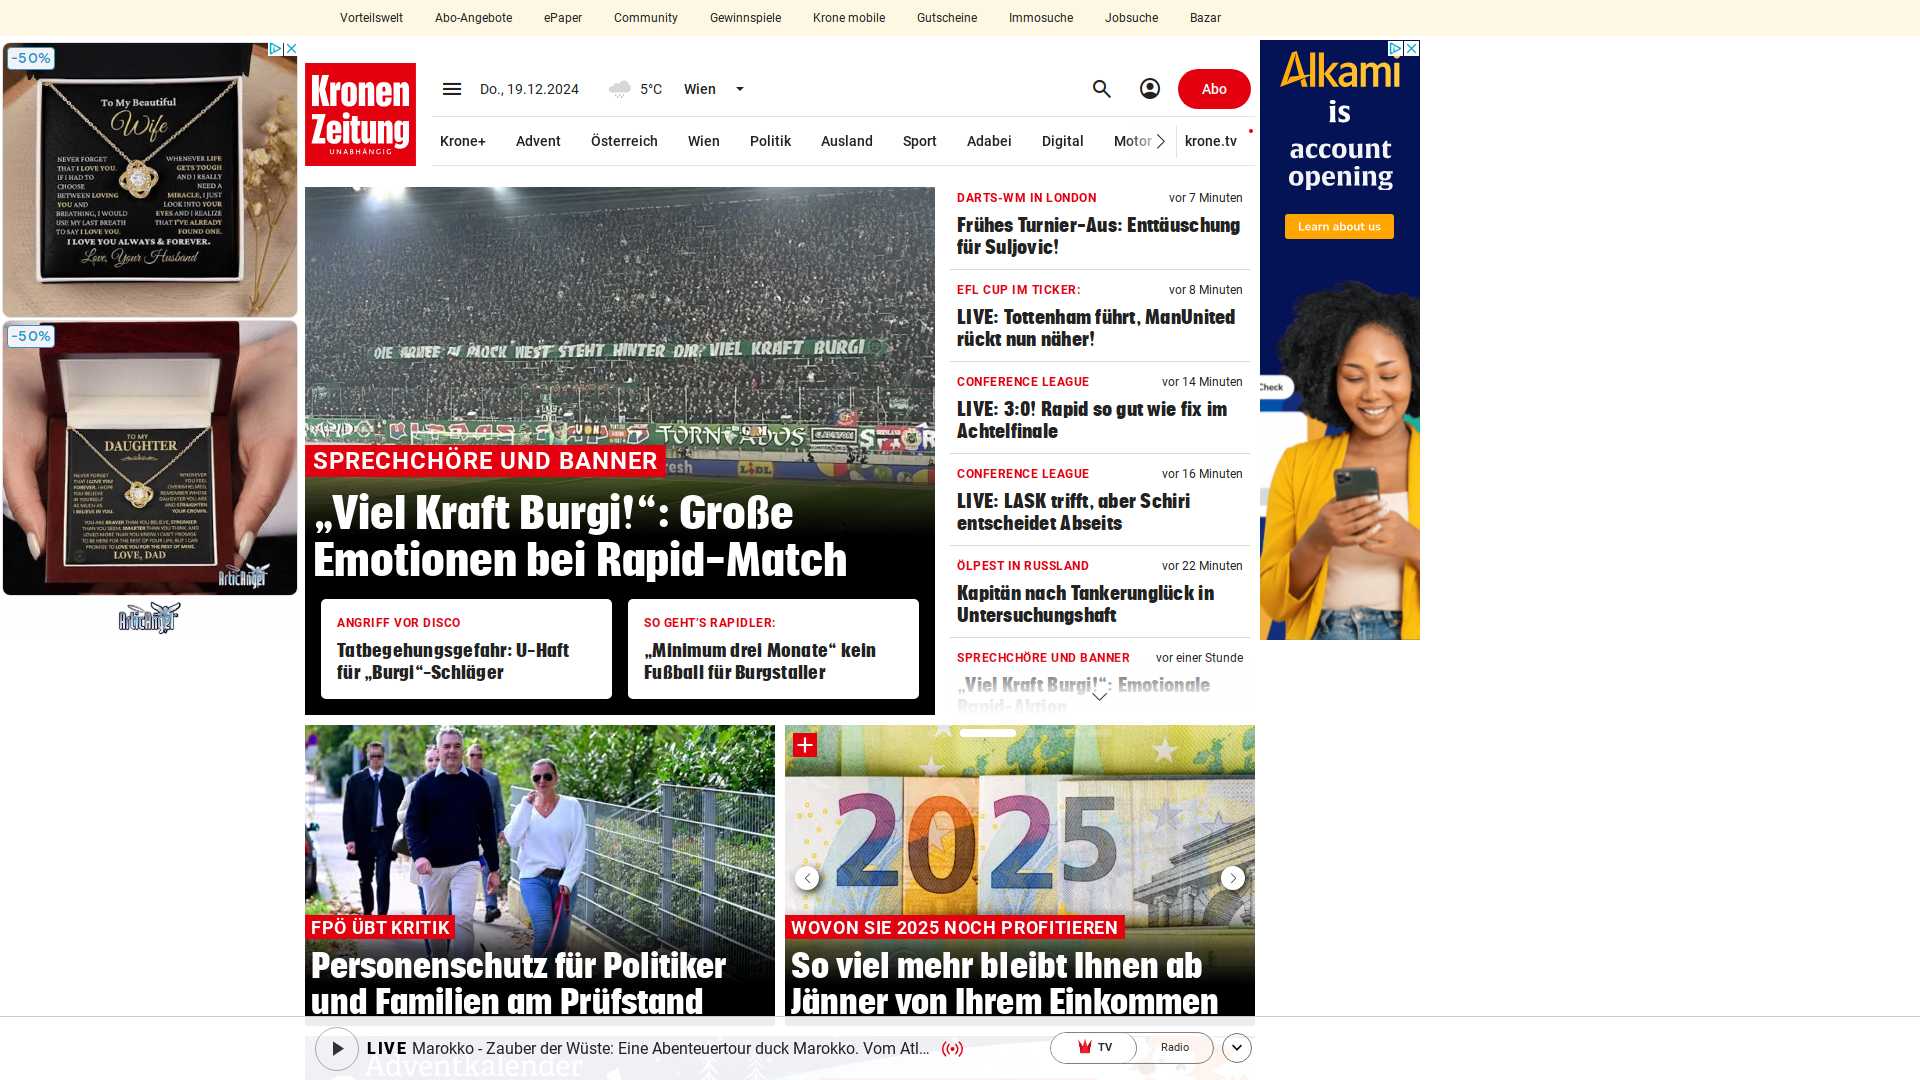 Vorteilswelt Abo-Angebote ePaper Community Gewinnspiele Krone mobile Gutscheine Immosuche Jobsuche Bazar
-50%
To My Beautiful
Wife
NEVER FORGET
THAT I LOVE YOU.
IF I HAD TO
CHOOSE
BETWEEN LOVING
YOU AND
BREATHING, I WOULD
USE MY LAST BREATH
TO SAY I LOVE YOU.
WHENEVER LIFE
GETS TOUGH
AND I REALLY
NEED A
MIRACLE, I JUST
LOOK INTO YOUR
EYES AND I REALIZE
THAT I'VE ALREADY
FOUND ONE.
I LOVE YOU ALWAYS & FOREVER.
Love, Your Husband
-50%
TO MY
DAUGHTER
NEVER FORGET
THAT I LOVE YOU
LOVE, DAD
ArticAngel
ArticAngel
Kronen
Zeitung
UNABHÄNGIG
Do., 19.12.2024 5°C Wien
Abo
Krone+ Advent Österreich Wien Politik Ausland Sport Adabei Digital Motor krone.tv
DIE ARMEE ZU BLOCK WEST STEHT HINTER DIR? VIEL KRAFT BURGI!
TORNADOS
LIDL
SPRECHCHÖRE UND BANNER
„Viel Kraft Burgi!“: Große
Emotionen bei Rapid-Match
ANGRIFF VOR DISCO
Tatbegehungsgefahr: U-Haft
für „Burgi“-Schläger
SO GEHT’S RAPIDLER:
„Minimum drei Monate“ kein
Fußball für Burgstaller
DARTS-WM IN LONDON vor 7 Minuten
Frühes Turnier-Aus: Enttäuschung
für Suljovic!
EFL CUP IM TICKER: vor 8 Minuten
LIVE: Tottenham führt, ManUnited
rückt nun näher!
CONFERENCE LEAGUE vor 14 Minuten
LIVE: 3:0! Rapid so gut wie fix im
Achtelfinale
CONFERENCE LEAGUE vor 16 Minuten
LIVE: LASK trifft, aber Schiri
entscheidet Abseits
ÖLPEST IN RUSSLAND vor 22 Minuten
Kapitän nach Tankerunglück in
Untersuchungshaft
SPRECHCHÖRE UND BANNER vor einer Stunde
„Viel Kraft Burgi!“: Emotionale
Rapid-Aktion
Alkami
is
account
opening
Learn about us
Check
FPÖ ÜBT KRITIK
Personenschutz für Politiker
und Familien am Prüfstand
2025
WOVON SIE 2025 NOCH PROFITIEREN
So viel mehr bleibt Ihnen ab
Jänner von Ihrem Einkommen
LIVE Marokko - Zauber der Wüste: Eine Abenteuertour duck Marokko. Vom Atl...
TV Radio
Adventkalender